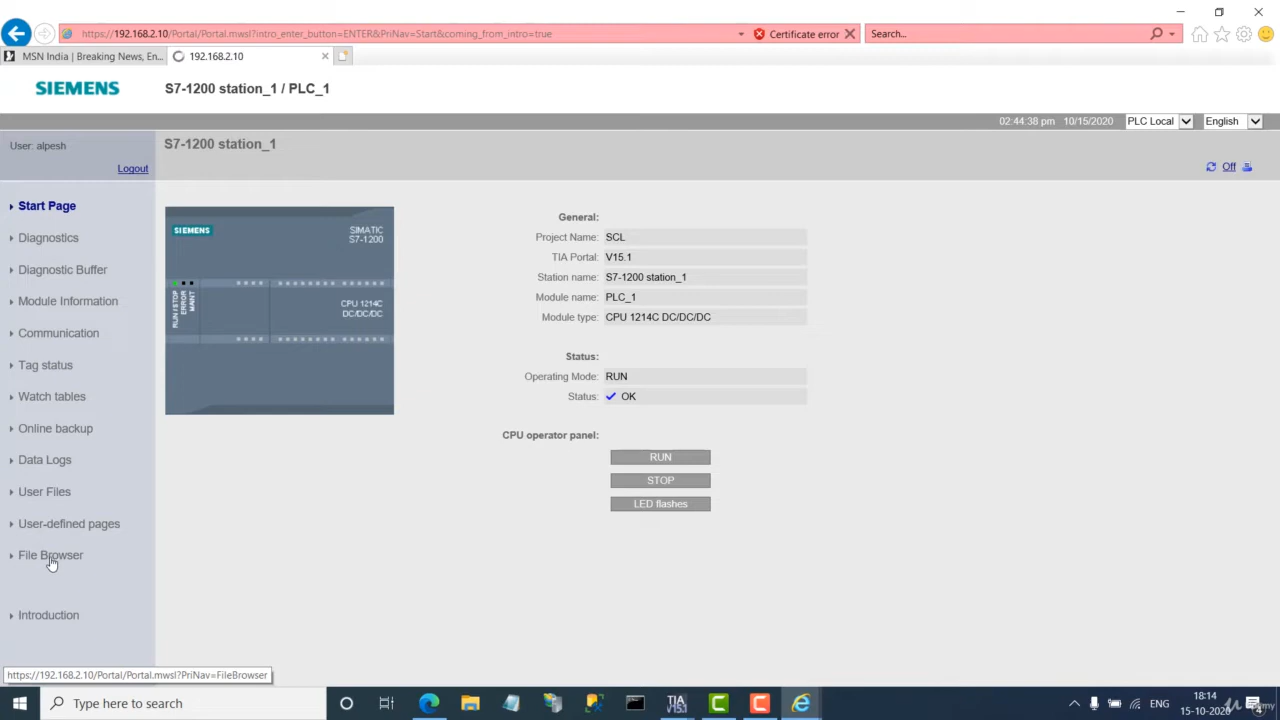 https://192.168.2.10/Portal/Portal.mwsl?intro_enter_button=ENTER&PriNav=Start&coming_from_intro=true
Certificate error
Search...
MSN India | Breaking News, En...
192.168.2.10
SIEMENS
S7-1200 station_1 / PLC_1
02:44:38 pm 10/15/2020
PLC Local
English
User: alpesh
Logout
S7-1200 station_1
Off
Start Page
Diagnostics
Diagnostic Buffer
Module Information
Communication
Tag status
Watch tables
Online backup
Data Logs
User Files
User-defined pages
File Browser
Introduction
SIEMENS
SIMATIC
S7-1200
RUN / STOP
ERROR
MAINT
CPU 1214C
DC/DC/DC
General:
Project Name: SCL
TIA Portal: V15.1
Station name: S7-1200 station_1
Module name: PLC_1
Module type: CPU 1214C DC/DC/DC
Status:
Operating Mode: RUN
Status: OK
CPU operator panel:
RUN
STOP
LED flashes
https://192.168.2.10/Portal/Portal.mwsl?PriNav=FileBrowser
Type here to search
TIA
ENG
18:14
15-10-2020